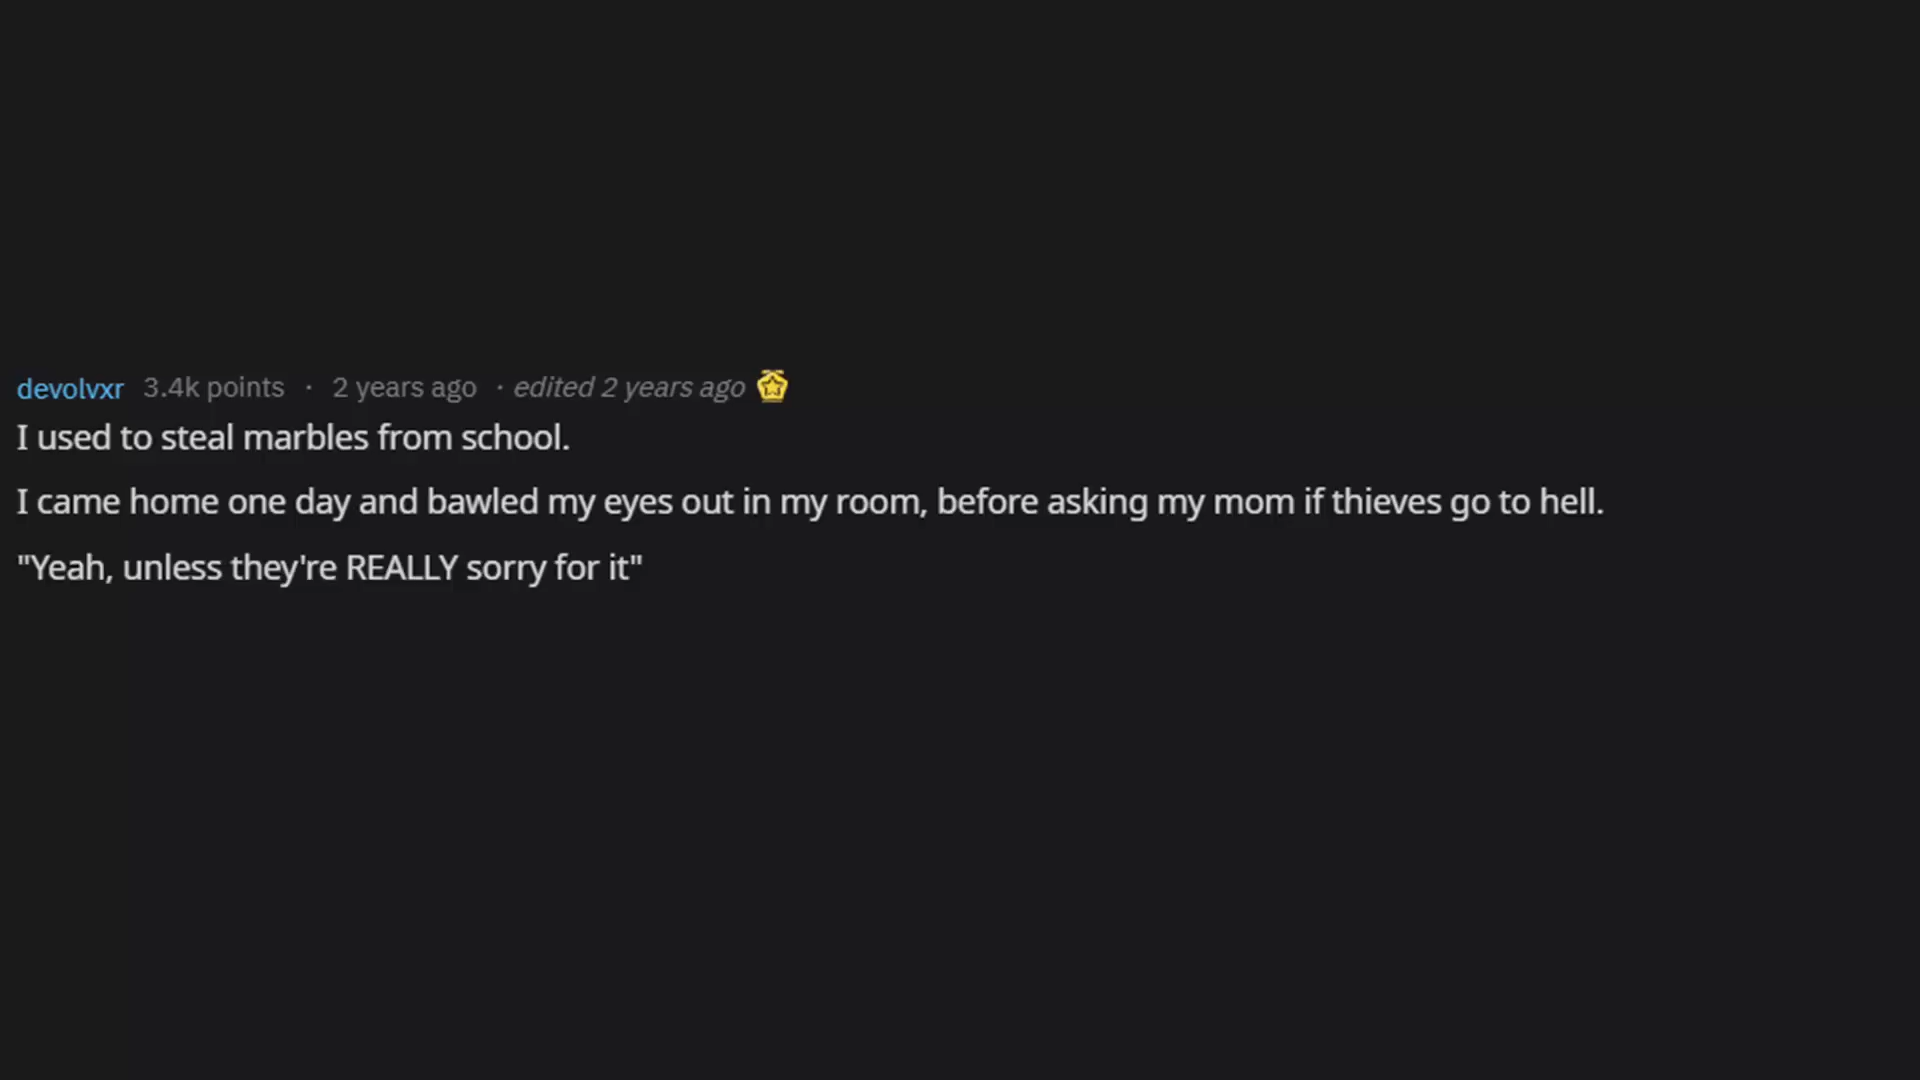 devolvxr 3.4k points · 2 years ago · edited 2 years ago
I used to steal marbles from school.
I came home one day and bawled my eyes out in my room, before asking my mom if thieves go to hell.
"Yeah, unless they're REALLY sorry for it"